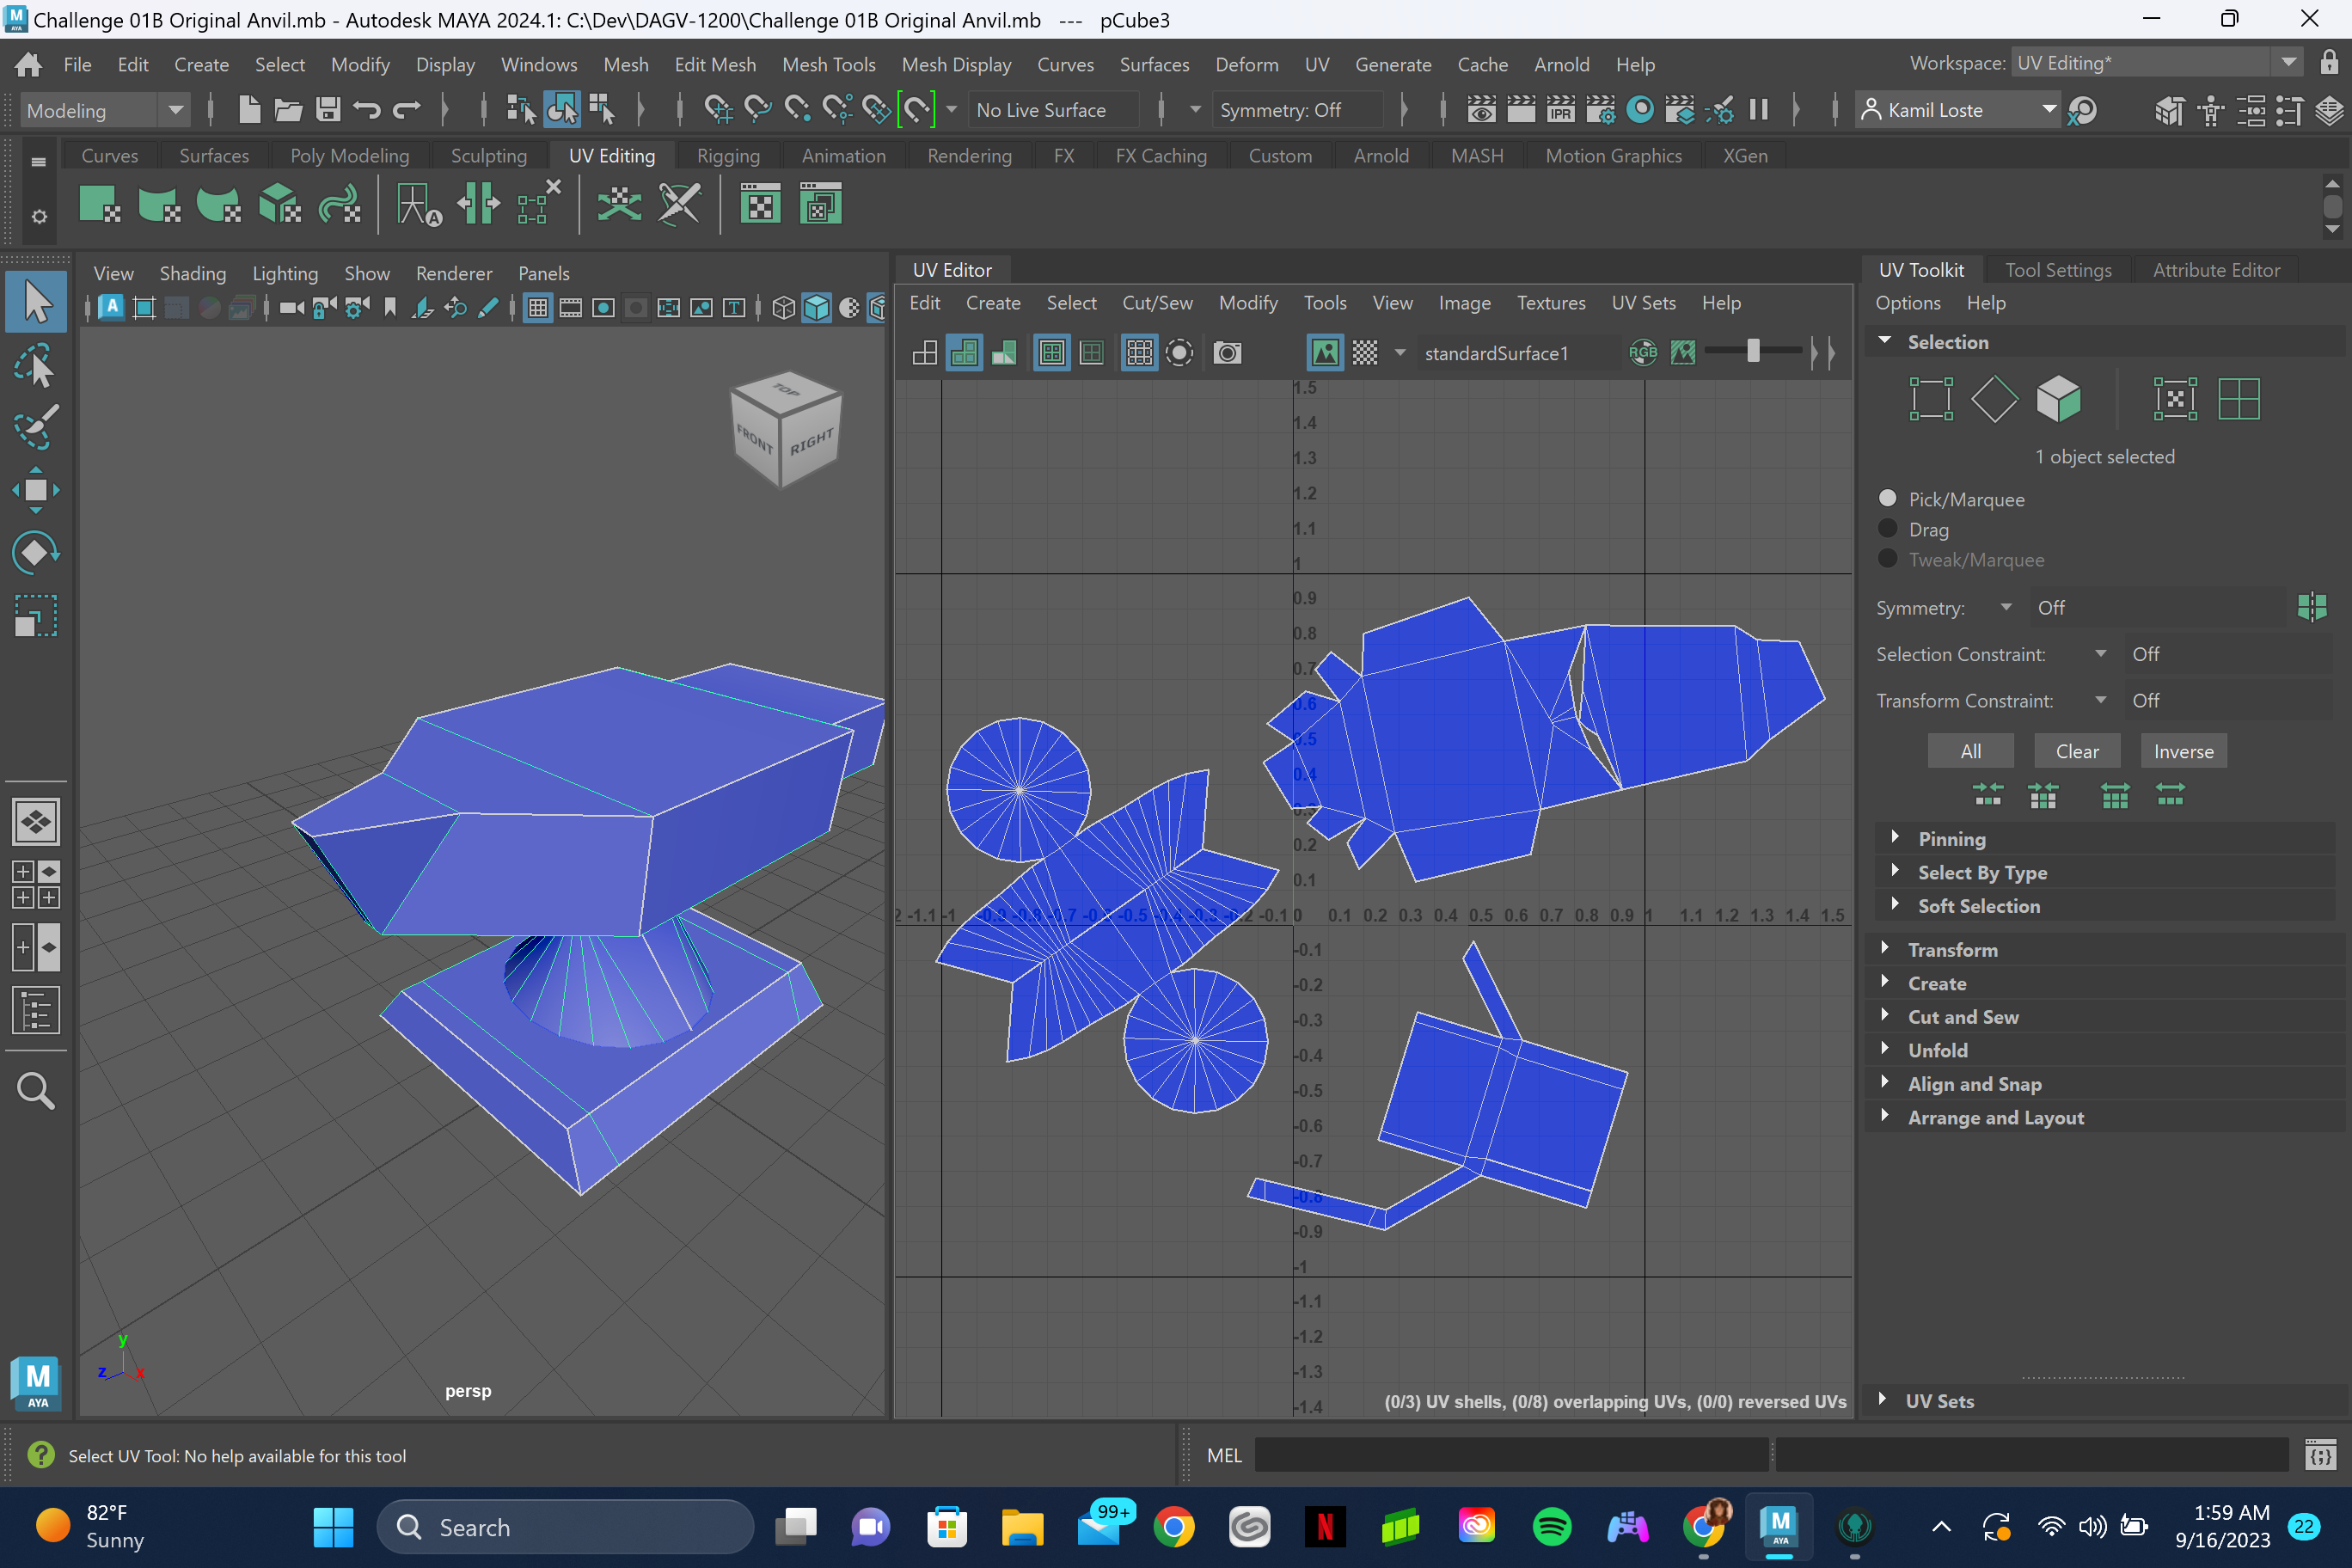 Challenge 01B Original Anvil.mb - Autodesk MAYA 2024.1: C:\Dev\DAGV-1200\Challenge 01B Original Anvil.mb --- pCube3
File Edit Create Select Modify Display Windows Mesh Edit Mesh Mesh Tools Mesh Display Curves Surfaces Deform UV Generate Cache Arnold Help Workspace: UV Editing*
Modeling No Live Surface Symmetry: Off IPR Kamil Loste
Curves Surfaces Poly Modeling Sculpting UV Editing Rigging Animation Rendering FX FX Caching Custom Arnold MASH Motion Graphics XGen
View Shading Lighting Show Renderer Panels
UV Editor
Edit Create Select Cut/Sew Modify Tools View Image Textures UV Sets Help
standardSurface1 RGB
TOP
FRONT RIGHT
persp
y
z x
1.5
1.4
1.3
1.2
1.1
1
0.9
0.8
0.7
0.6
0.5
0.4
0.3
0.2
0.1
2 -1.1 -1 -0.9 -0.8 -0.7 -0.6 -0.5 -0.4 -0.3 -0.2 -0.1 0 0.1 0.2 0.3 0.4 0.5 0.6 0.7 0.8 0.9 1 1.1 1.2 1.3 1.4 1.5
-0.1
-0.2
-0.3
-0.4
-0.5
-0.6
-0.7
-0.8
-0.9
-1
-1.1
-1.2
-1.3
-1.4
(0/3) UV shells, (0/8) overlapping UVs, (0/0) reversed UVs
UV Toolkit Tool Settings Attribute Editor
Options Help
Selection
1 object selected
Pick/Marquee
Drag
Tweak/Marquee
Symmetry: Off
Selection Constraint: Off
Transform Constraint: Off
All Clear Inverse
Pinning
Select By Type
Soft Selection
Transform
Create
Cut and Sew
Unfold
Align and Snap
Arrange and Layout
UV Sets
M
AYA
Select UV Tool: No help available for this tool
MEL
82°F
Sunny
Search
99+
1:59 AM
9/16/2023
22